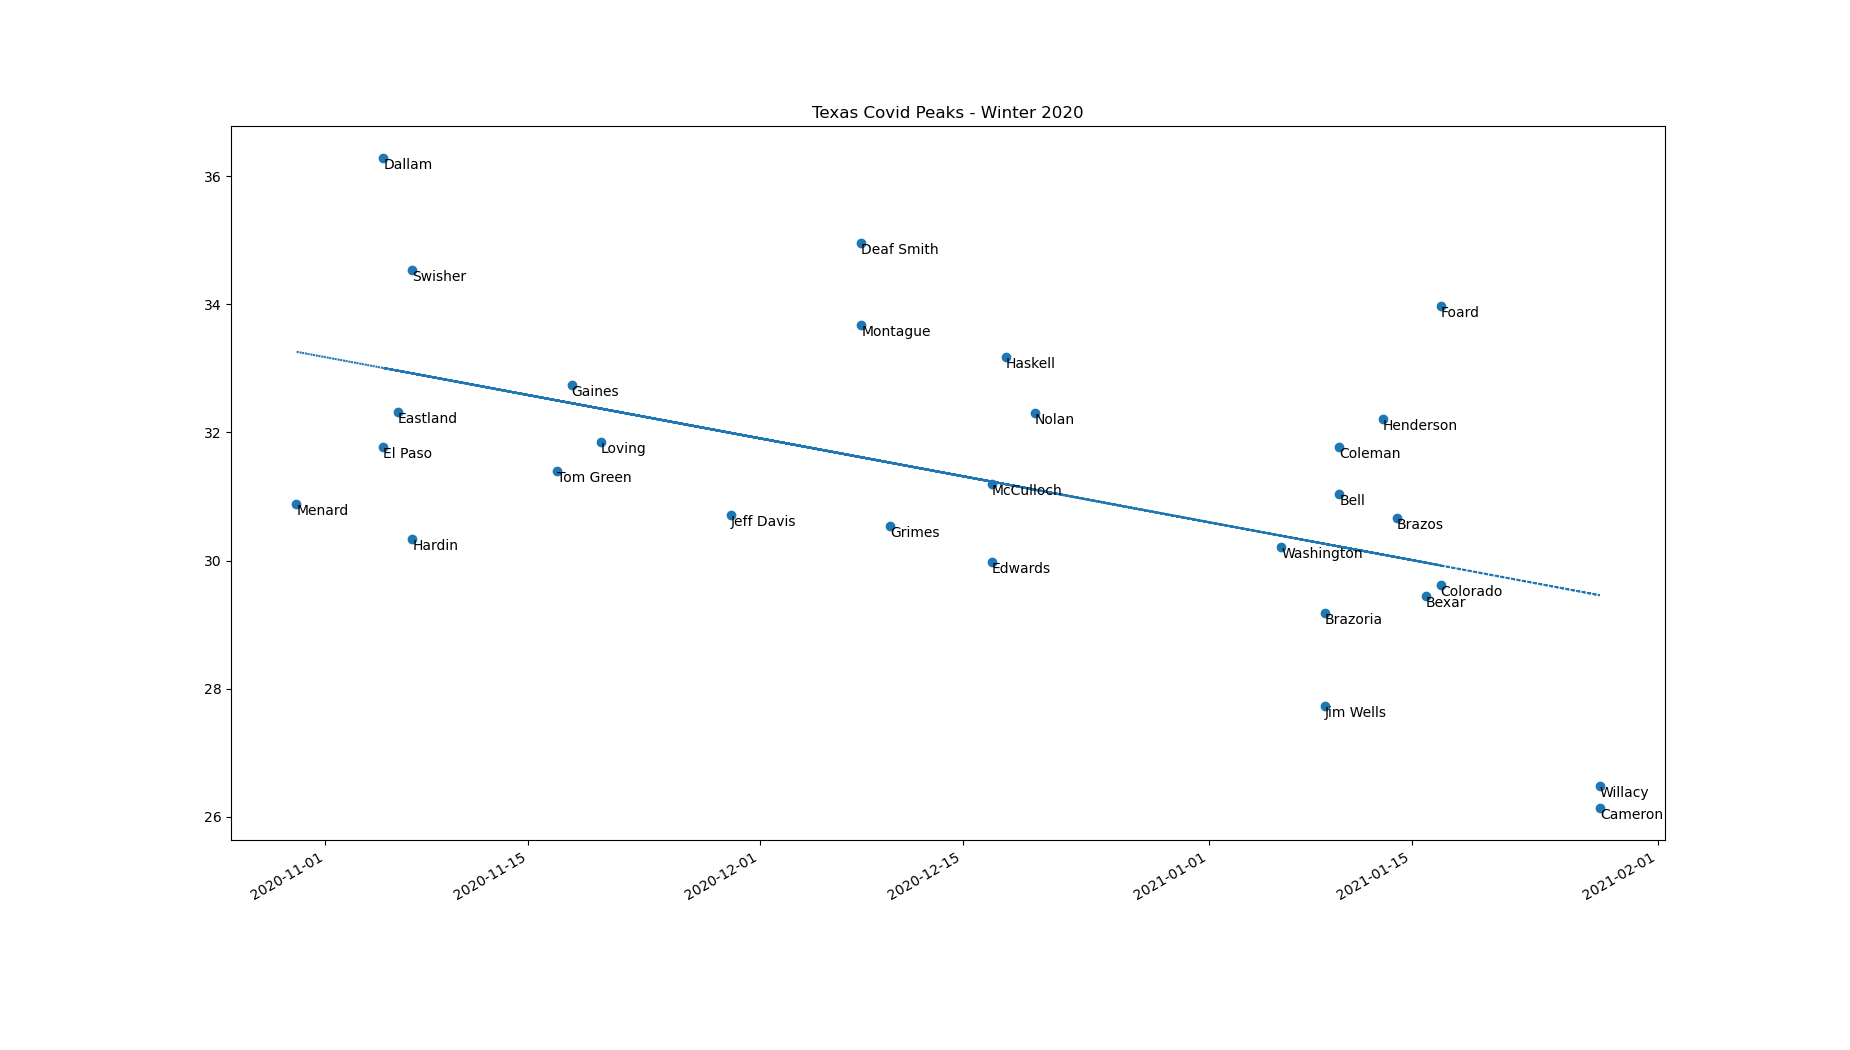 Texas Covid Peaks - Winter 2020
36
34
32
30
28
26
Dallam
Deaf Smith
Swisher
Foard
Montague
Haskell
Gaines
Eastland
Nolan
Henderson
Loving
El Paso
Coleman
Tom Green
McCulloch
Bell
Menard
Jeff Davis
Brazos
Grimes
Hardin
Washington
Edwards
Colorado
Bexar
Brazoria
Jim Wells
Willacy
Cameron
2020-11-01
2020-11-15
2020-12-01
2020-12-15
2021-01-01
2021-01-15
2021-02-01